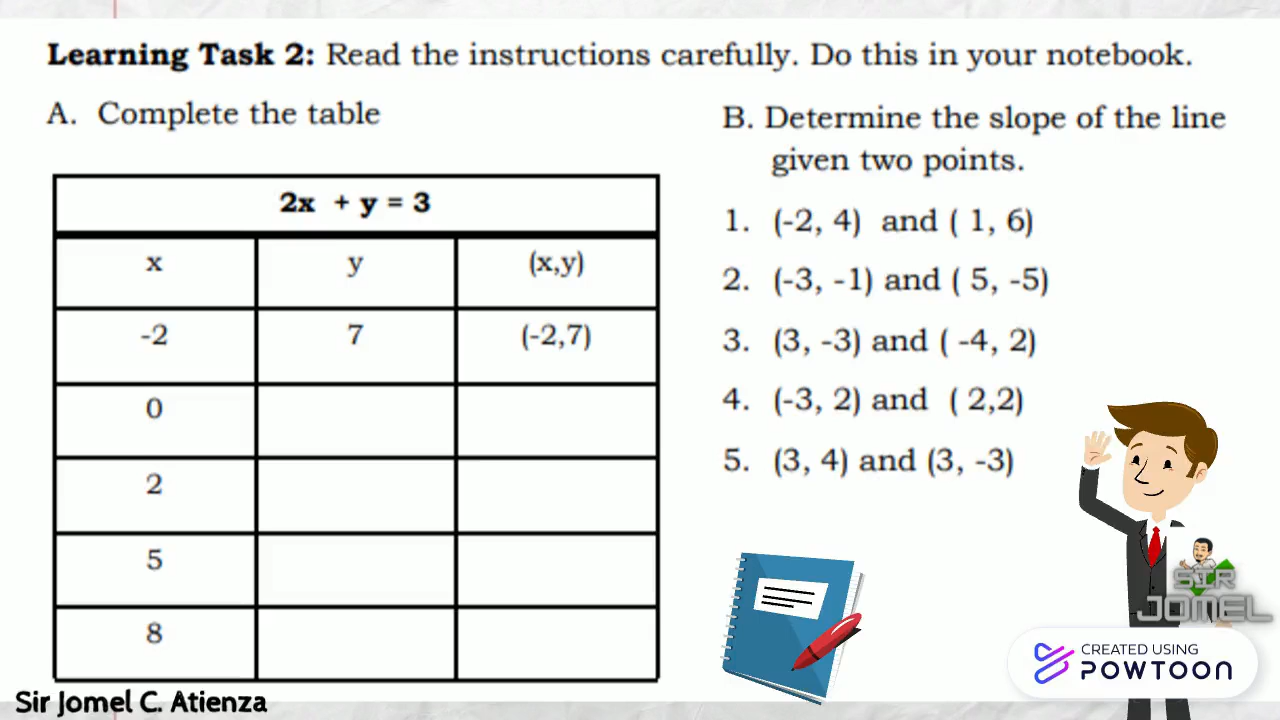 Learning Task 2: Read the instructions carefully. Do this in your notebook.
A. Complete the table
2x + y = 3
x y (x,y)
-2 7 (-2,7)
0
2
5
8
B. Determine the slope of the line
given two points.
1. (-2, 4) and ( 1, 6)
2. (-3, -1) and ( 5, -5)
3. (3, -3) and ( -4, 2)
4. (-3, 2) and ( 2,2)
5. (3, 4) and (3, -3)
SIR
JOMEL
CREATED USING
POWTOON
Sir Jomel C. Atienza